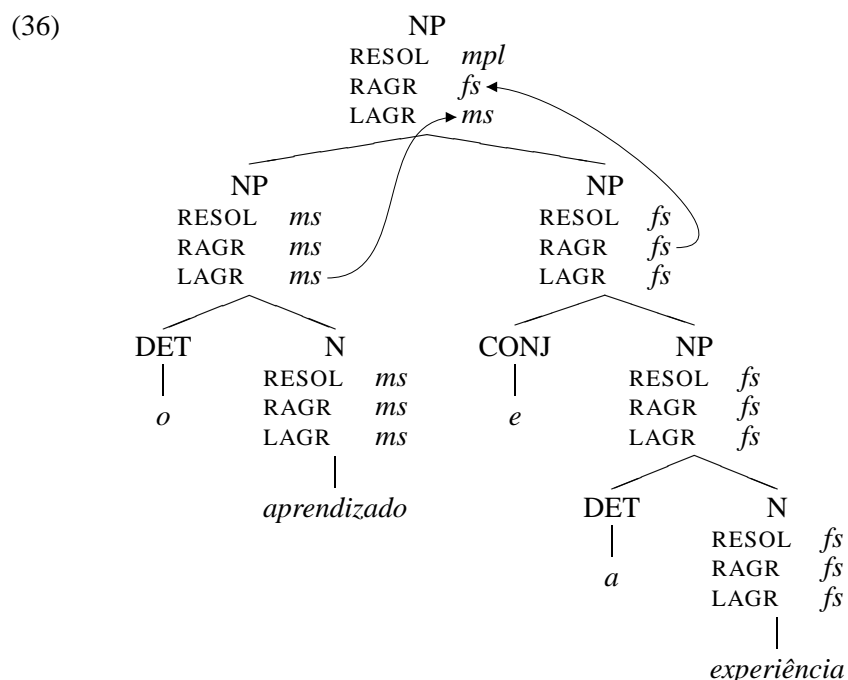 (36)
NP
RESOL mpl
RAGR fs
LAGR ms
NP NP
RESOL ms RESOL fs
RAGR ms RAGR fs
LAGR ms LAGR fs
DET N CONJ NP
o RESOL ms e RESOL fs
RAGR ms RAGR fs
LAGR ms LAGR fs
aprendizado DET N
a RESOL fs
RAGR fs
LAGR fs
experiência